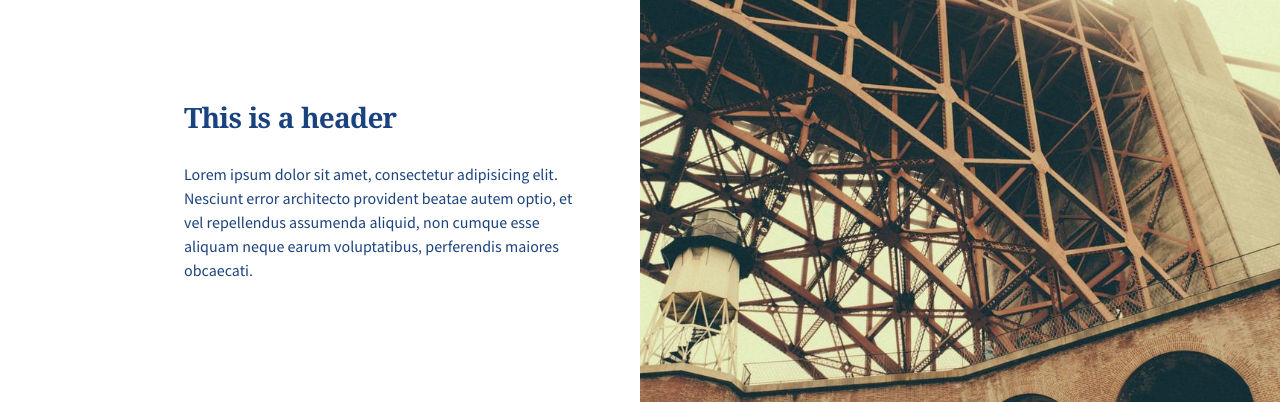 This is a header
Lorem ipsum dolor sit amet, consectetur adipisicing elit.
Nesciunt error architecto provident beatae autem optio, et
vel repellendus assumenda aliquid, non cumque esse
aliquam neque earum voluptatibus, perferendis maiores
obcaecati.